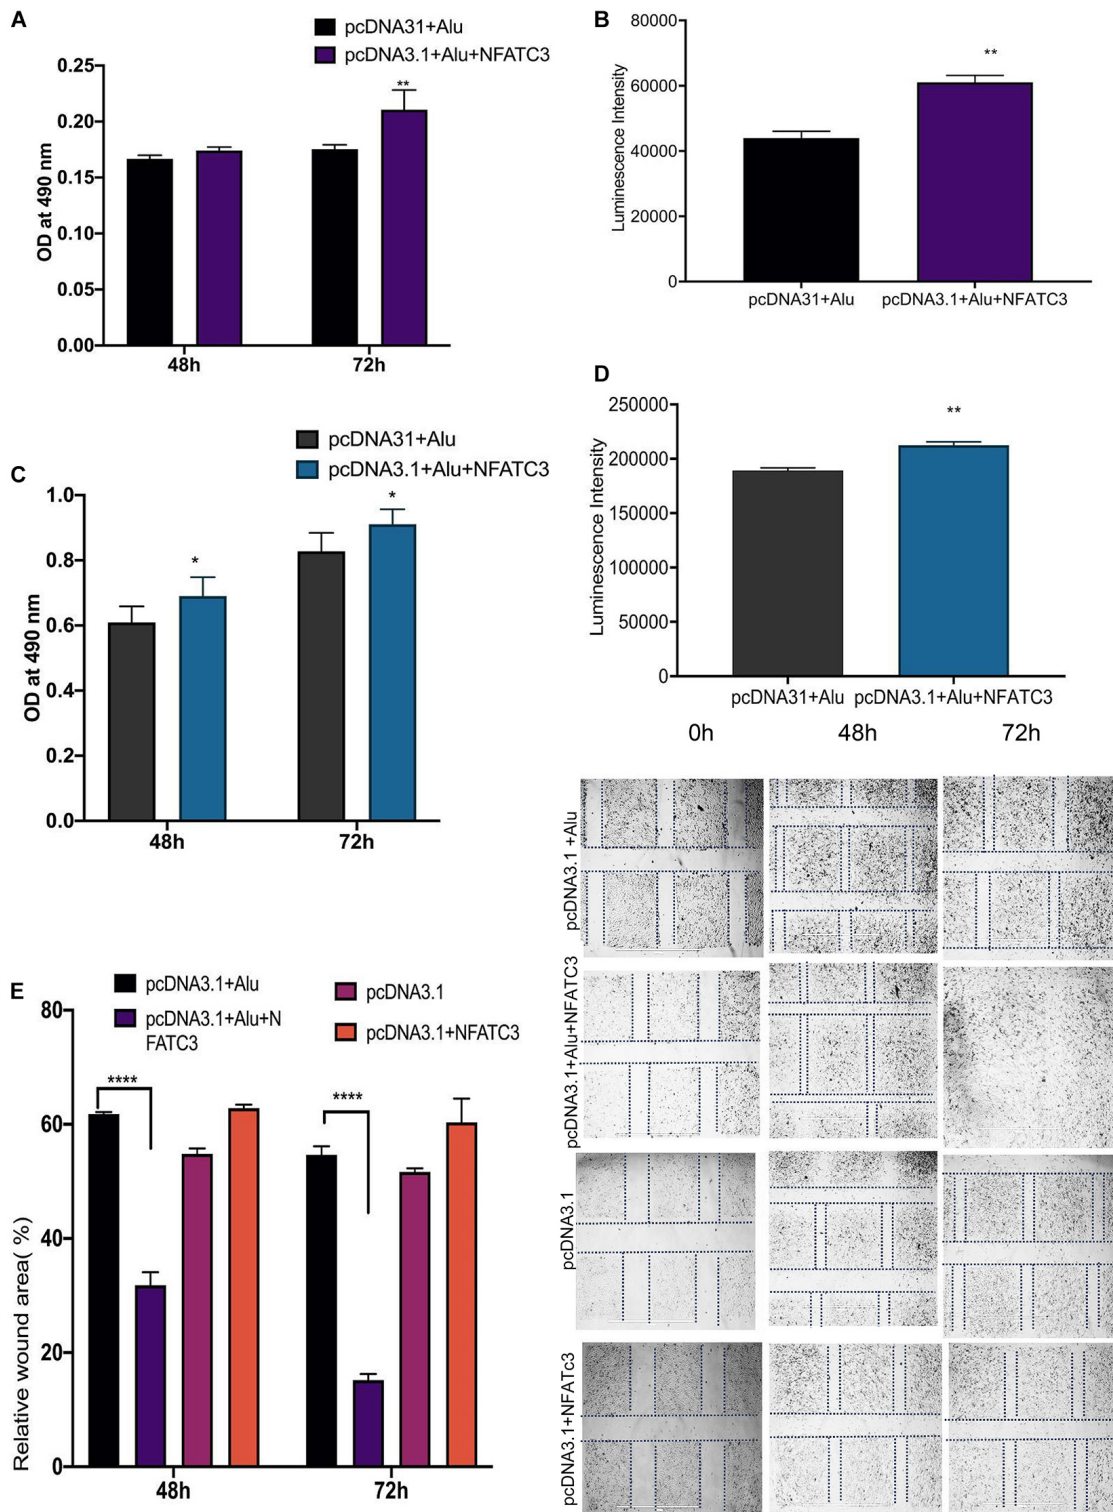 A
pcDNA31+Alu
pcDNA3.1+Alu+NFATC3
0.25
0.20
0.15
0.10
0.05
0.00
OD at 490 nm
**
48h
72h
B
80000
60000
40000
20000
0
Luminescence Intensity
**
pcDNA31+Alu
pcDNA3.1+Alu+NFATC3
C
pcDNA31+Alu
pcDNA3.1+Alu+NFATC3
1.0
0.8
0.6
0.4
0.2
0.0
OD at 490 nm
*
*
48h
72h
D
250000
200000
150000
100000
50000
0
Luminescence Intensity
**
pcDNA31+Alu
pcDNA3.1+Alu+NFATC3
E
pcDNA3.1+Alu
pcDNA3.1+Alu+N
FATC3
pcDNA3.1
pcDNA3.1+NFATC3
80
60
40
20
0
Relative wound area( %)
****
****
48h
72h
0h
48h
72h
pcDNA3.1 +Alu
pcDNA3.1+Alu+NFATC3
pcDNA3.1
pcDNA3.1+NFATc3